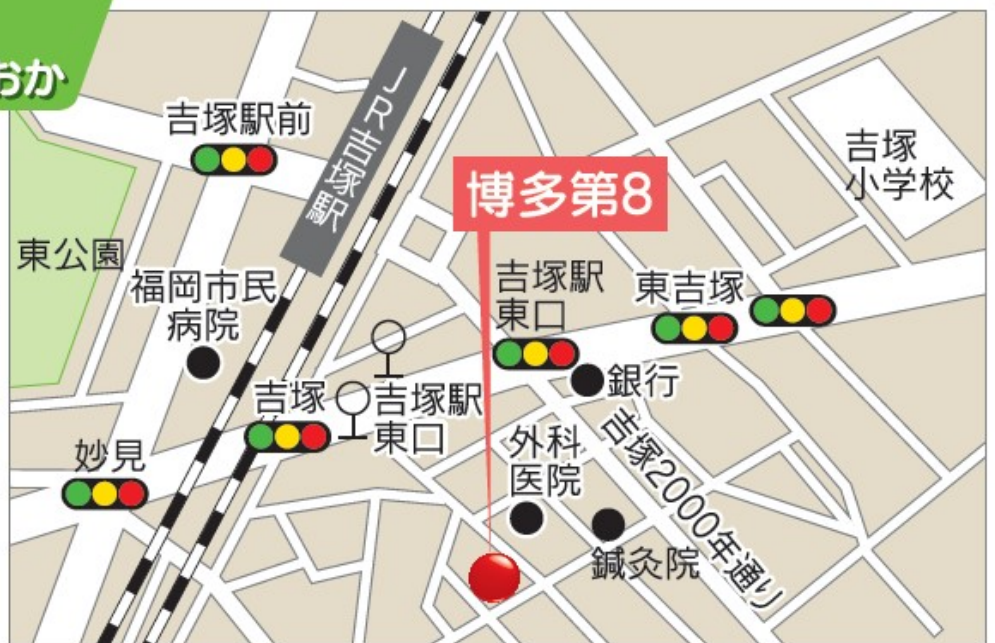 おか
吉塚駅前
JR吉塚駅
吉塚
小学校
博多第8
東公園
福岡市民
病院
吉塚駅
東口
東吉塚
吉塚
吉塚駅
東口
銀行
妙見
外科
医院
吉塚2000年通り
鍼灸院